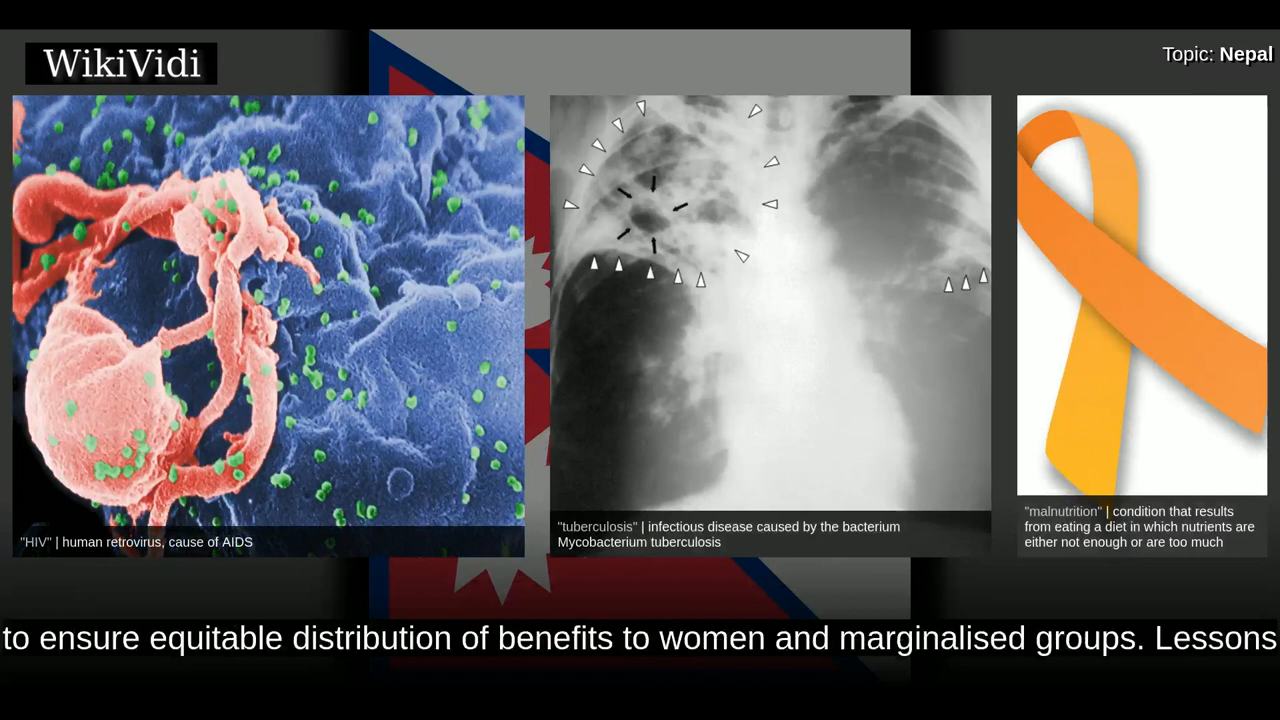 WikiVidi
Topic: Nepal
"HIV" | human retrovirus, cause of AIDS
"tuberculosis" | infectious disease caused by the bacterium
Mycobacterium tuberculosis
"malnutrition" | condition that results
from eating a diet in which nutrients are
either not enough or are too much
to ensure equitable distribution of benefits to women and marginalised groups. Lessons